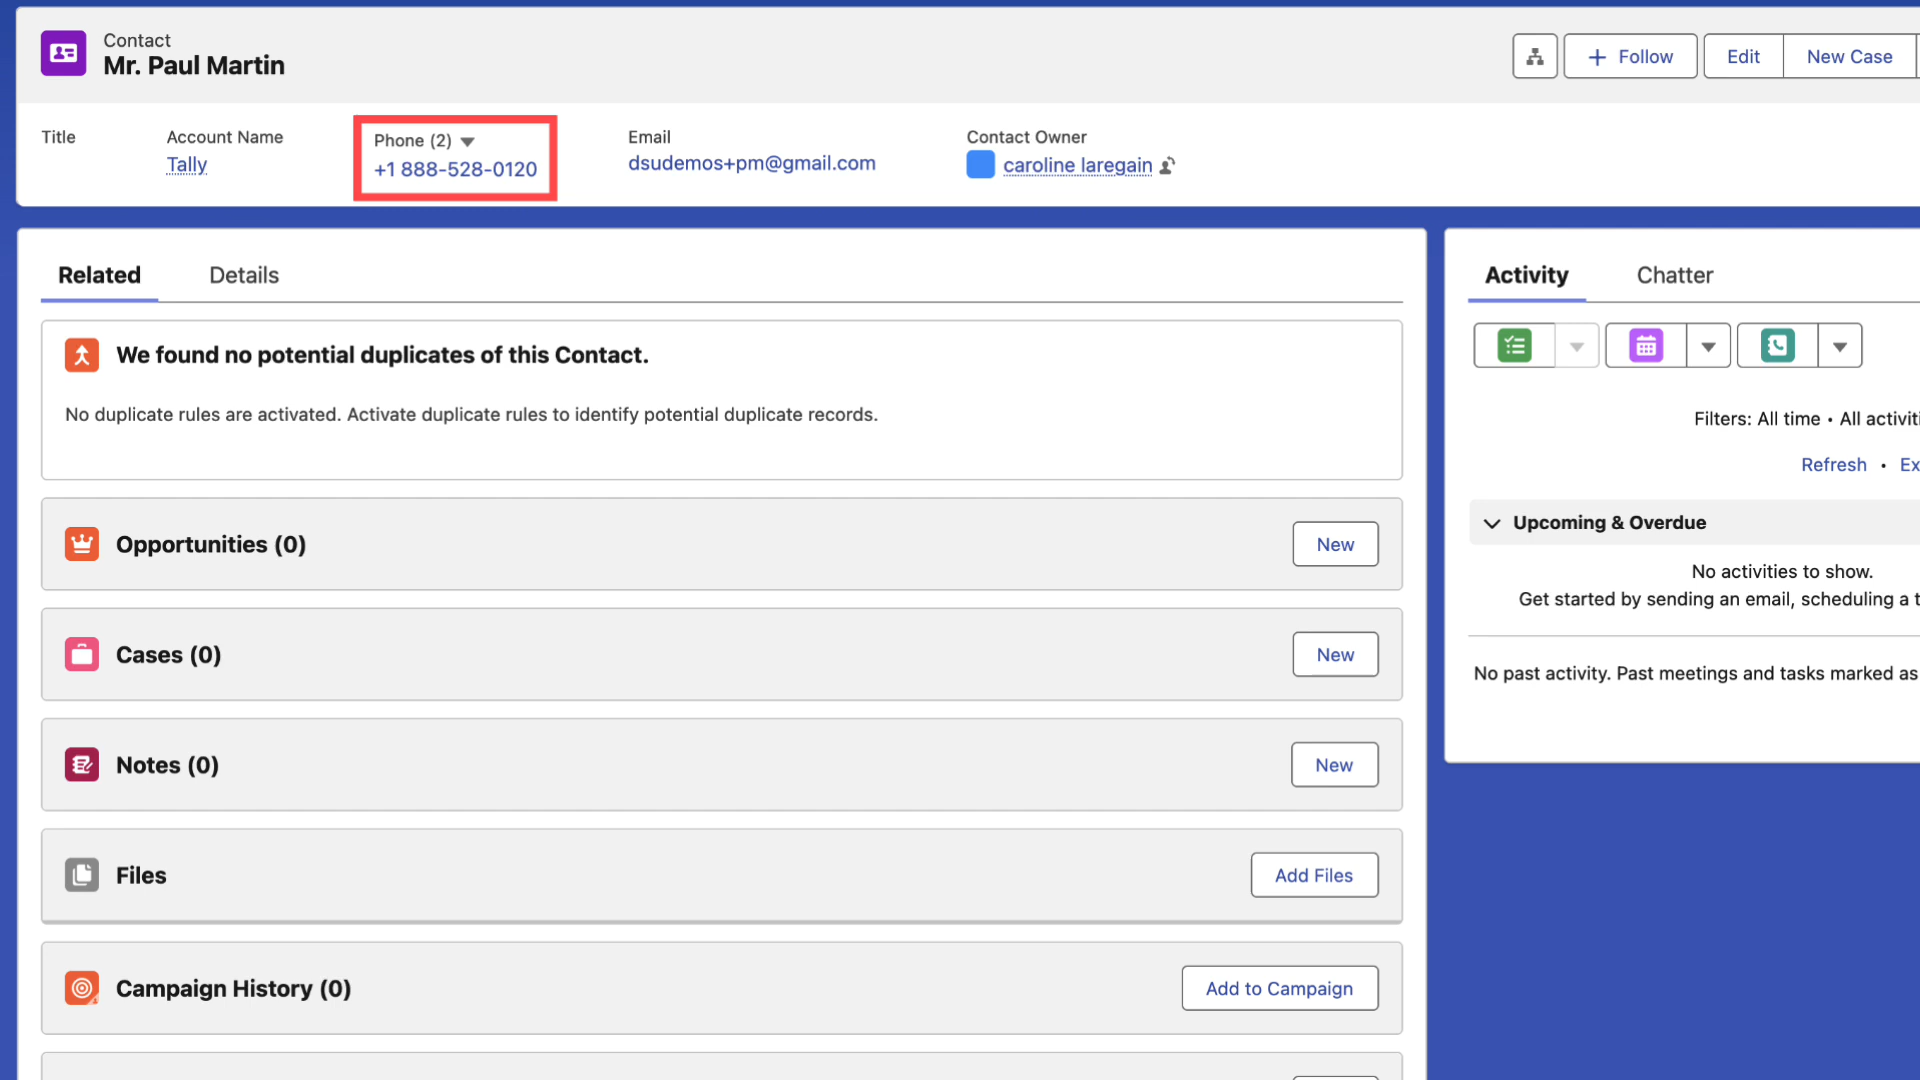 Contact
Mr. Paul Martin
Follow
Edit
New Case
Title
Account Name
Phone (2)
Email
Contact Owner
Tally
+1 888-528-0120
dsudemos+pm@gmail.com
caroline laregain
Related
Details
We found no potential duplicates of this Contact.
No duplicate rules are activated. Activate duplicate rules to identify potential duplicate records.
Opportunities (0)
New
Cases (0)
New
Notes (0)
New
Files
Add Files
Campaign History (0)
Add to Campaign
Activity
Chatter
Filters: All time • All activiti
Refresh • Ex
Upcoming & Overdue
No activities to show.
Get started by sending an email, scheduling a t
No past activity. Past meetings and tasks marked as